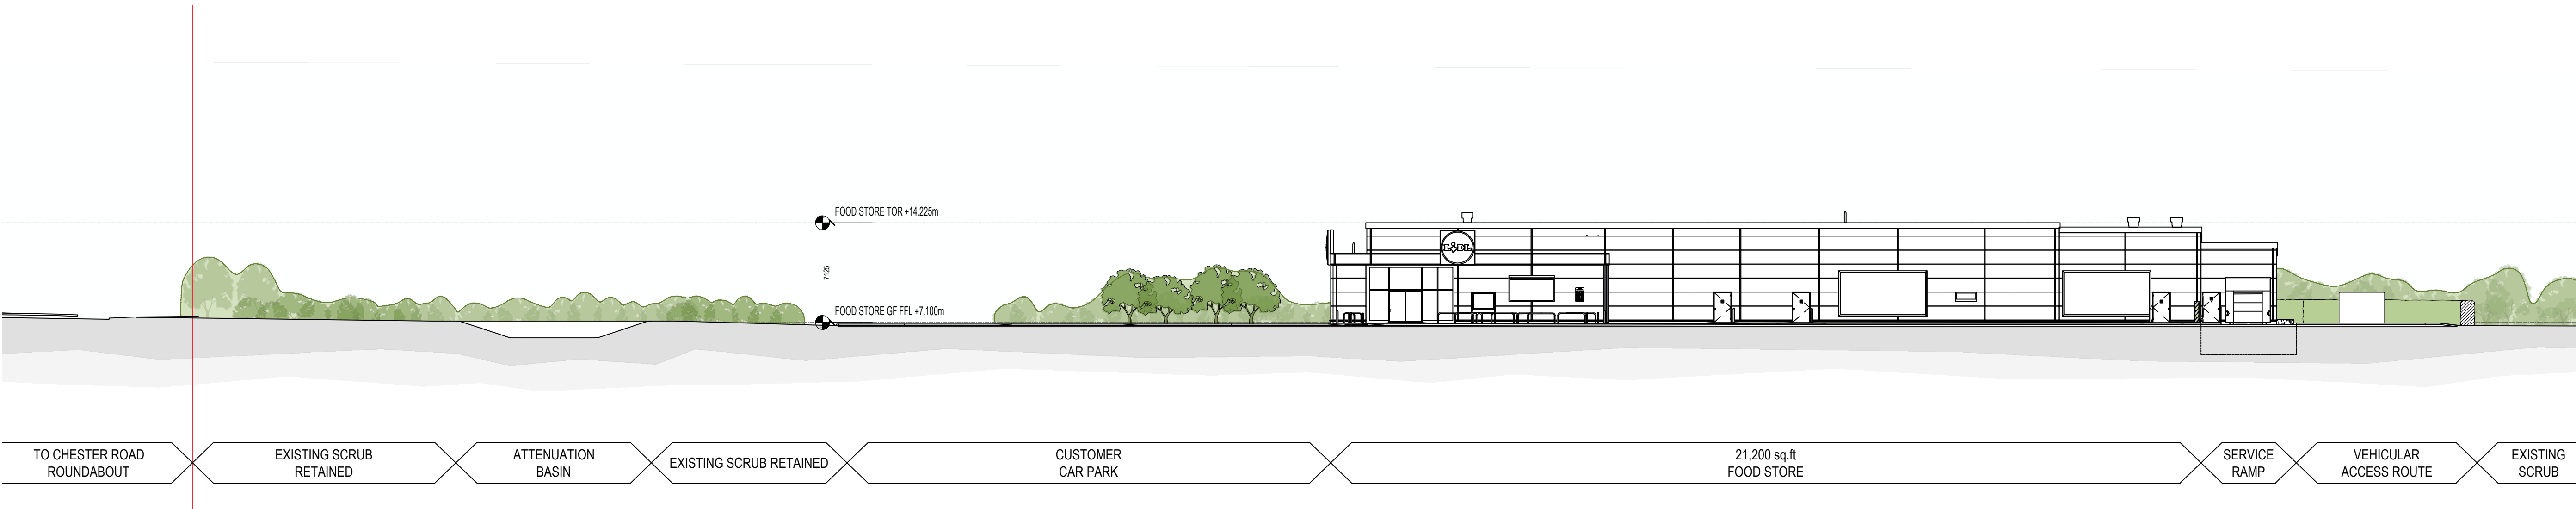 FOOD STORE TOR +14.225m
7125
FOOD STORE GF FFL +7.100m
LIDL
TO CHESTER ROAD
ROUNDABOUT
EXISTING SCRUB
RETAINED
ATTENUATION
BASIN
EXISTING SCRUB RETAINED
CUSTOMER
CAR PARK
21,200 sq.ft
FOOD STORE
SERVICE
RAMP
VEHICULAR
ACCESS ROUTE
EXISTING
SCRUB